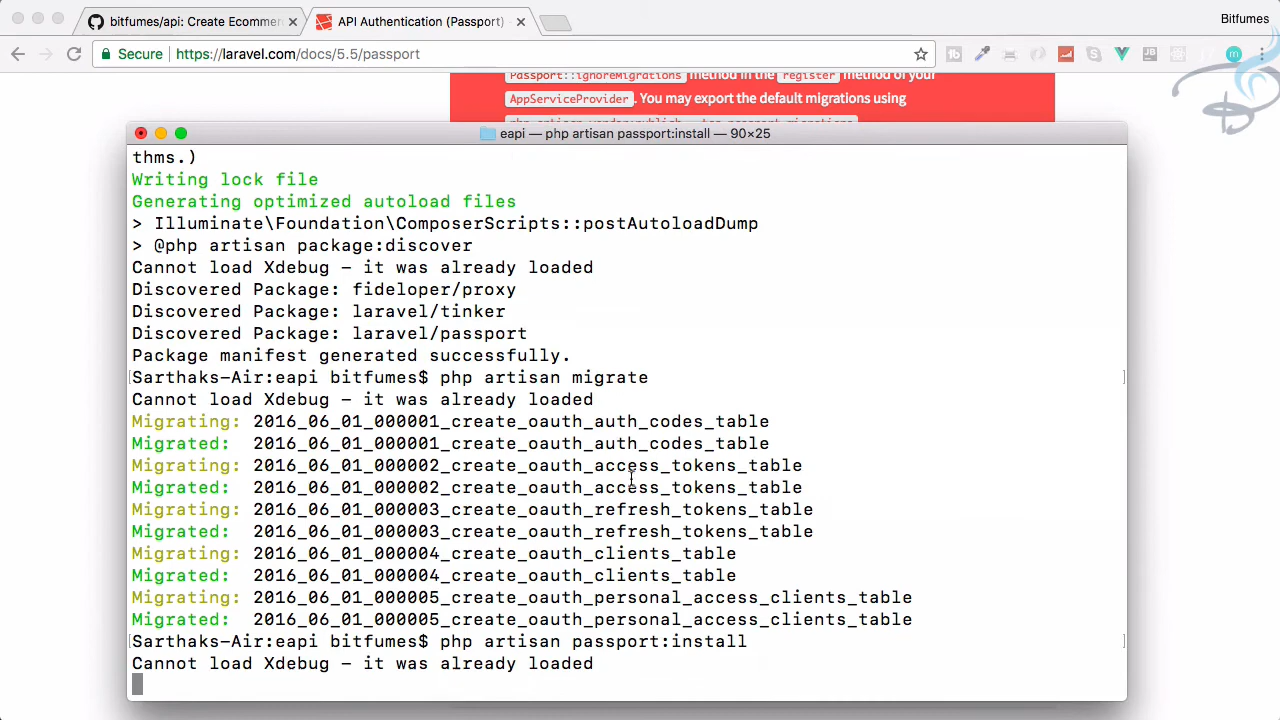 bitfumes/api: Create Ecommer
API Authentication (Passport)
Bitfumes
Secure
https://laravel.com/docs/5.5/passport
Passport::ignoreMigrations method in the register method of your
AppServiceProvider. You may export the default migrations using
eapi — php artisan passport:install — 90×25
thms.)
Writing lock file
Generating optimized autoload files
> Illuminate\Foundation\ComposerScripts::postAutoloadDump
> @php artisan package:discover
Cannot load Xdebug - it was already loaded
Discovered Package: fideloper/proxy
Discovered Package: laravel/tinker
Discovered Package: laravel/passport
Package manifest generated successfully.
[Sarthaks-Air:eapi bitfumes$ php artisan migrate ]
Cannot load Xdebug - it was already loaded
Migrating: 2016_06_01_000001_create_oauth_auth_codes_table
Migrated:  2016_06_01_000001_create_oauth_auth_codes_table
Migrating: 2016_06_01_000002_create_oauth_access_tokens_table
Migrated:  2016_06_01_000002_create_oauth_access_tokens_table
Migrating: 2016_06_01_000003_create_oauth_refresh_tokens_table
Migrated:  2016_06_01_000003_create_oauth_refresh_tokens_table
Migrating: 2016_06_01_000004_create_oauth_clients_table
Migrated:  2016_06_01_000004_create_oauth_clients_table
Migrating: 2016_06_01_000005_create_oauth_personal_access_clients_table
Migrated:  2016_06_01_000005_create_oauth_personal_access_clients_table
[Sarthaks-Air:eapi bitfumes$ php artisan passport:install ]
Cannot load Xdebug - it was already loaded